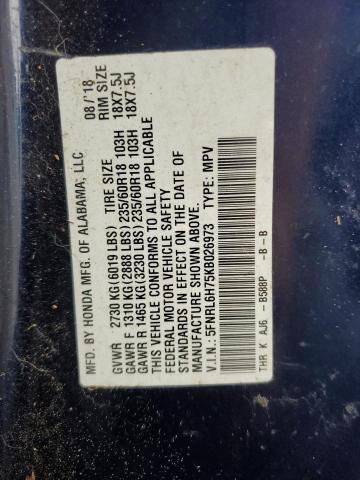 MFD. BY HONDA MFG. OF ALABAMA; LLC 08/'18
GVWR 2730 KG(6019 LBS) TIRE SIZE RIM SIZE
GAWR F 1310 KG(2888 LBS) 235/60R18 103H 18X7.5J
GAWR R 1465 KG(3230 LBS) 235/60R18 103H 18X7.5J
THIS VEHICLE CONFORMS TO ALL APPLICABLE
FEDERAL MOTOR VEHICLE SAFETY
STANDARDS IN EFFECT ON THE DATE OF
MANUFACTURE SHOWN ABOVE.
V.I.N.: 5FNRL6H75KB026973 TYPE: MPV
THR K AJ6 - B588P -B -B